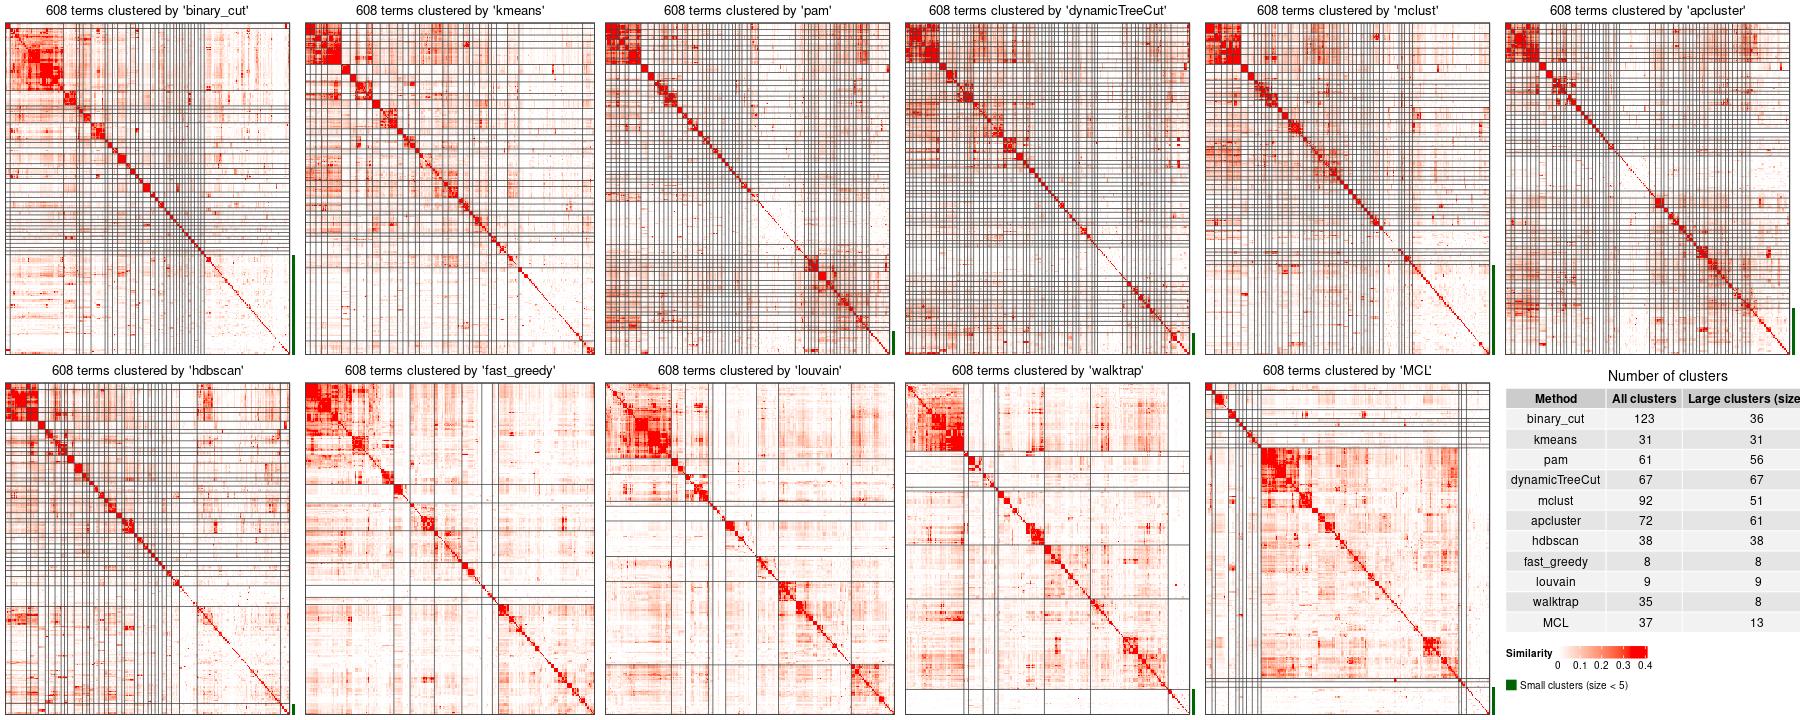 608 terms clustered by 'binary_cut'
608 terms clustered by 'kmeans'
608 terms clustered by 'pam'
608 terms clustered by 'dynamicTreeCut'
608 terms clustered by 'mclust'
608 terms clustered by 'apcluster'
608 terms clustered by 'hdbscan'
608 terms clustered by 'fast_greedy'
608 terms clustered by 'louvain'
608 terms clustered by 'walktrap'
608 terms clustered by 'MCL'
Number of clusters
Method All clusters Large clusters (size
binary_cut 123 36
kmeans 31 31
pam 61 56
dynamicTreeCut 67 67
mclust 92 51
apcluster 72 61
hdbscan 38 38
fast_greedy 8 8
louvain 9 9
walktrap 35 8
MCL 37 13
Similarity
0 0.1 0.2 0.3 0.4
Small clusters (size < 5)